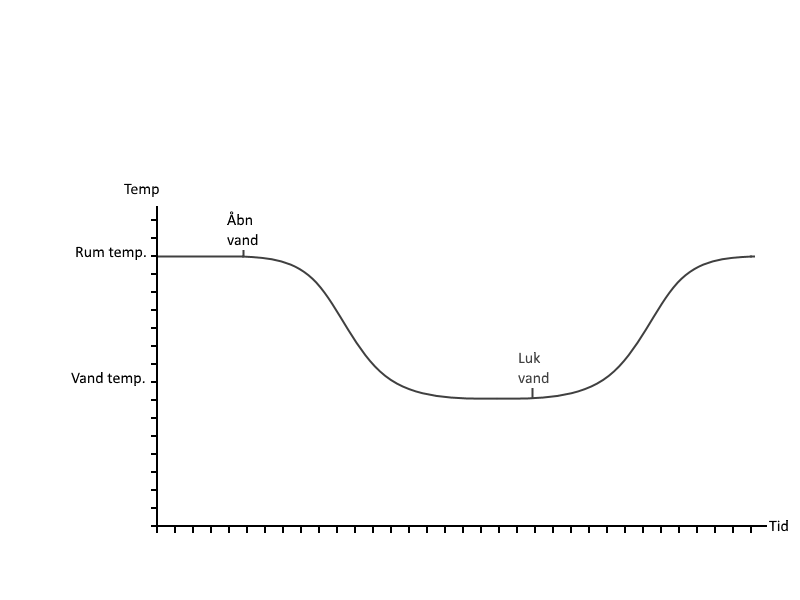 Temp
Åbn
vand
Rum temp.
Luk
vand
Vand temp.
Tid